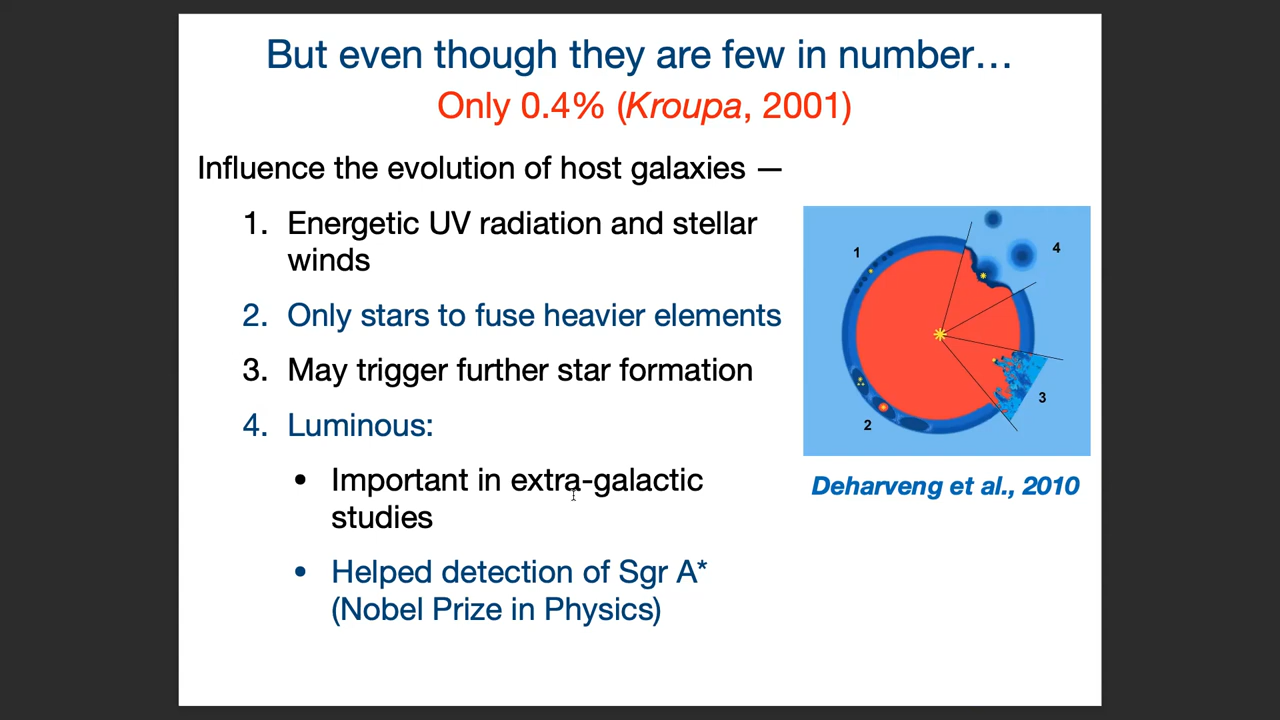 But even though they are few in number…
Only 0.4% (Kroupa, 2001)
Influence the evolution of host galaxies —
1. Energetic UV radiation and stellar
winds
2. Only stars to fuse heavier elements
3. May trigger further star formation
4. Luminous:
• Important in extra-galactic
studies
• Helped detection of Sgr A*
(Nobel Prize in Physics)
1
4
3
2
Deharveng et al., 2010